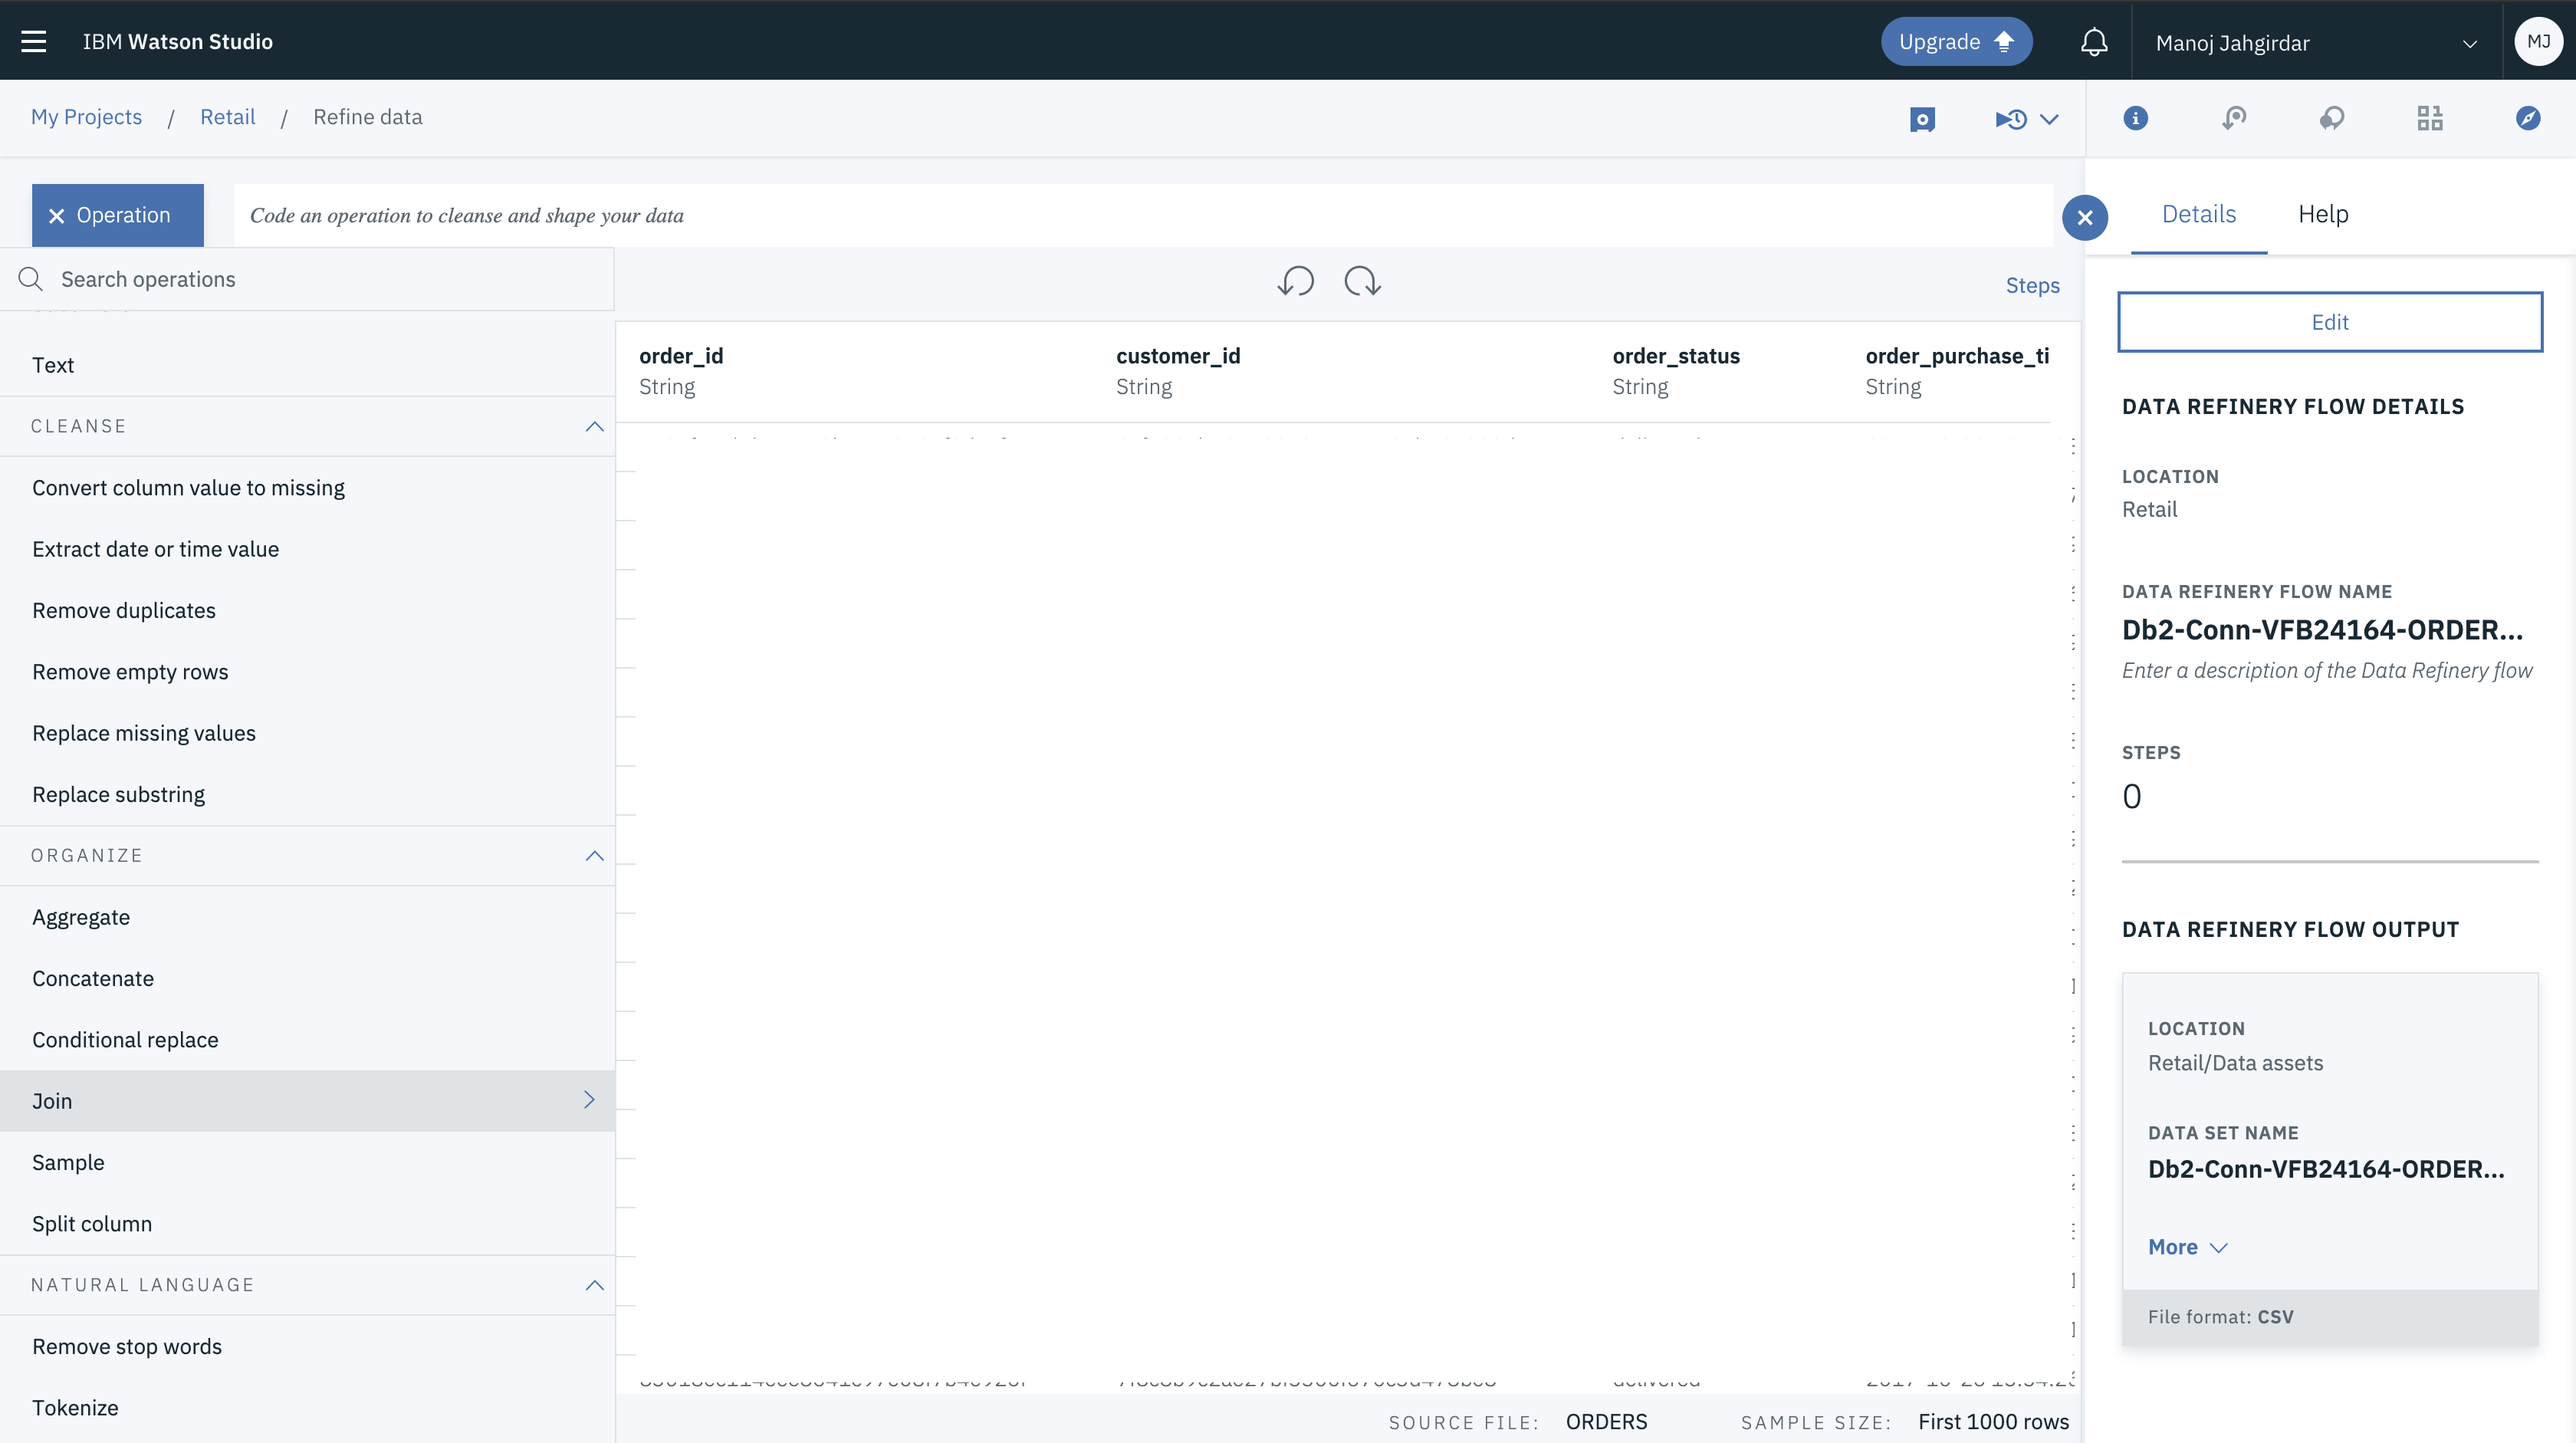 IBM Watson Studio
Upgrade
Manoj Jahgirdar
MJ
My Projects / Retail / Refine data
Operation
Code an operation to cleanse and shape your data
Details
Help
Search operations
Steps
Edit
Text
CLEANSE
Convert column value to missing
Extract date or time value
Remove duplicates
Remove empty rows
Replace missing values
Replace substring
ORGANIZE
Aggregate
Concatenate
Conditional replace
Join
Sample
Split column
NATURAL LANGUAGE
Remove stop words
Tokenize
order_id
String
customer_id
String
order_status
String
order_purchase_ti
String
delivered
SOURCE FILE: ORDERS
SAMPLE SIZE: First 1000 rows
DATA REFINERY FLOW DETAILS
LOCATION
Retail
DATA REFINERY FLOW NAME
Db2-Conn-VFB24164-ORDER...
Enter a description of the Data Refinery flow
STEPS
0
DATA REFINERY FLOW OUTPUT
LOCATION
Retail/Data assets
DATA SET NAME
Db2-Conn-VFB24164-ORDER...
More
File format: CSV